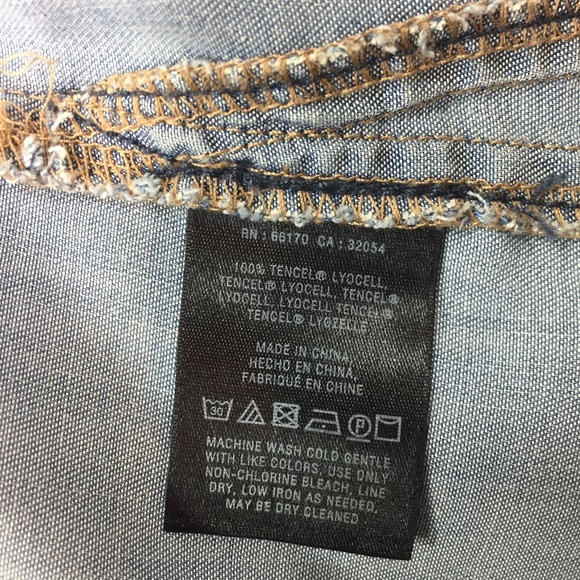 RN : 66170 CA : 32054
100% TENCEL® LYOCELL,
TENCEL® LYOCELL, TENCEL®
LYOCELL, LYOCELL TENCEL®,
TENCEL® LYOZELLE
MADE IN CHINA,
HECHO EN CHINA,
FABRIQUÉ EN CHINE
30
P
MACHINE WASH COLD GENTLE
WITH LIKE COLORS, USE ONLY
NON-CHLORINE BLEACH, LINE
DRY, LOW IRON AS NEEDED,
MAY BE DRY CLEANED